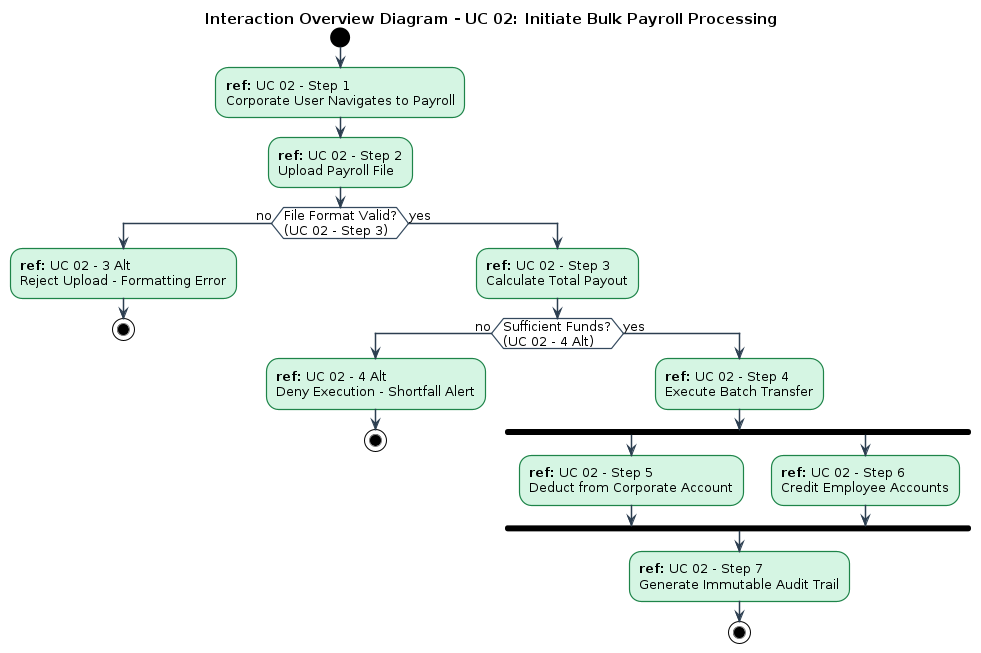 Interaction Overview Diagram - UC 02: Initiate Bulk Payroll Processing
ref: UC 02 - Step 1
Corporate User Navigates to Payroll
ref: UC 02 - Step 2
Upload Payroll File
no
File Format Valid?
(UC 02 - Step 3)
yes
ref: UC 02 - 3 Alt
Reject Upload - Formatting Error
ref: UC 02 - Step 3
Calculate Total Payout
no
Sufficient Funds?
(UC 02 - 4 Alt)
yes
ref: UC 02 - 4 Alt
Deny Execution - Shortfall Alert
ref: UC 02 - Step 4
Execute Batch Transfer
ref: UC 02 - Step 5
Deduct from Corporate Account
ref: UC 02 - Step 6
Credit Employee Accounts
ref: UC 02 - Step 7
Generate Immutable Audit Trail